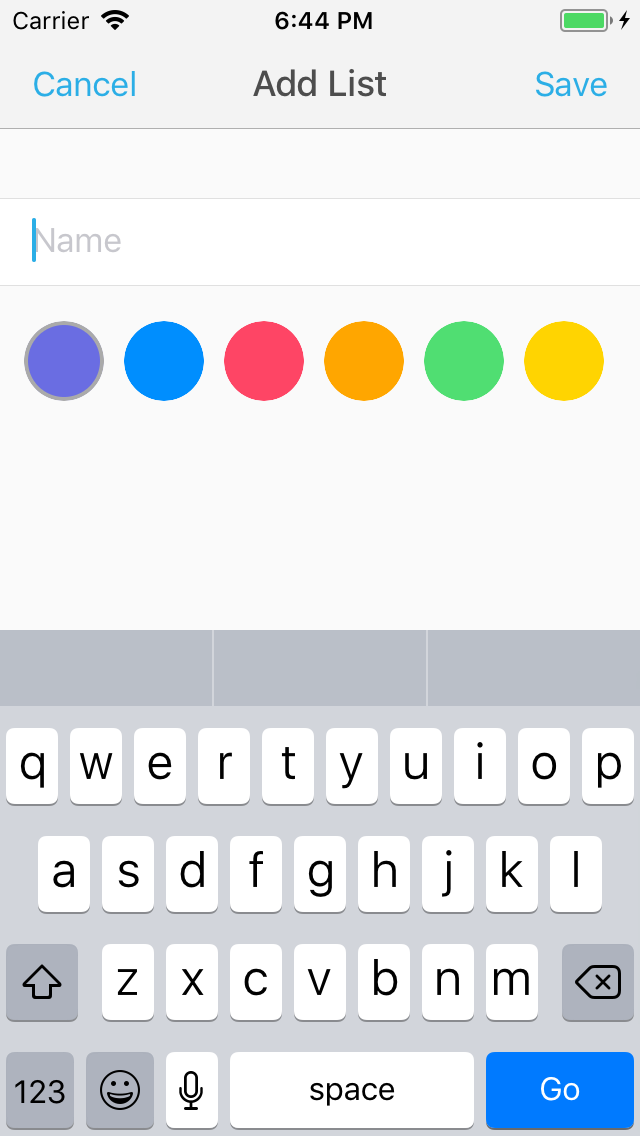 Carrier 6:44 PM
Cancel Add List Save
Name
q w e r t y u i o p
a s d f g h j k l
z x c v b n m
123 space Go